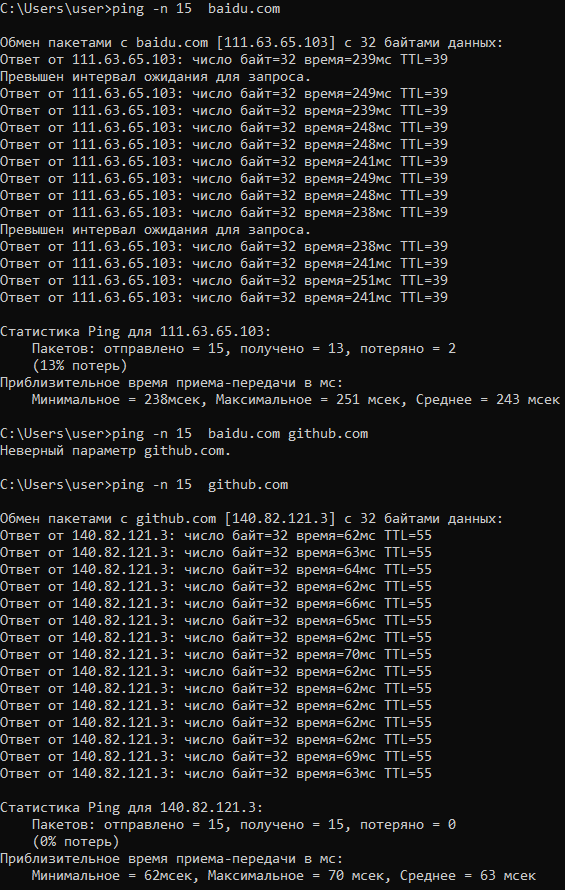 C:\Users\user>ping -n 15  baidu.com
Обмен пакетами с baidu.com [111.63.65.103] с 32 байтами данных:
Ответ от 111.63.65.103: число байт=32 время=239мс TTL=39
Превышен интервал ожидания для запроса.
Ответ от 111.63.65.103: число байт=32 время=249мс TTL=39
Ответ от 111.63.65.103: число байт=32 время=239мс TTL=39
Ответ от 111.63.65.103: число байт=32 время=248мс TTL=39
Ответ от 111.63.65.103: число байт=32 время=248мс TTL=39
Ответ от 111.63.65.103: число байт=32 время=241мс TTL=39
Ответ от 111.63.65.103: число байт=32 время=249мс TTL=39
Ответ от 111.63.65.103: число байт=32 время=248мс TTL=39
Ответ от 111.63.65.103: число байт=32 время=238мс TTL=39
Превышен интервал ожидания для запроса.
Ответ от 111.63.65.103: число байт=32 время=238мс TTL=39
Ответ от 111.63.65.103: число байт=32 время=241мс TTL=39
Ответ от 111.63.65.103: число байт=32 время=251мс TTL=39
Ответ от 111.63.65.103: число байт=32 время=241мс TTL=39
Статистика Ping для 111.63.65.103:
    Пакетов: отправлено = 15, получено = 13, потеряно = 2
    (13% потерь)
Приблизительное время приема-передачи в мс:
    Минимальное = 238мсек, Максимальное = 251 мсек, Среднее = 243 мсек
C:\Users\user>ping -n 15  baidu.com github.com
Неверный параметр github.com.
C:\Users\user>ping -n 15  github.com
Обмен пакетами с github.com [140.82.121.3] с 32 байтами данных:
Ответ от 140.82.121.3: число байт=32 время=62мс TTL=55
Ответ от 140.82.121.3: число байт=32 время=63мс TTL=55
Ответ от 140.82.121.3: число байт=32 время=64мс TTL=55
Ответ от 140.82.121.3: число байт=32 время=62мс TTL=55
Ответ от 140.82.121.3: число байт=32 время=66мс TTL=55
Ответ от 140.82.121.3: число байт=32 время=65мс TTL=55
Ответ от 140.82.121.3: число байт=32 время=62мс TTL=55
Ответ от 140.82.121.3: число байт=32 время=70мс TTL=55
Ответ от 140.82.121.3: число байт=32 время=62мс TTL=55
Ответ от 140.82.121.3: число байт=32 время=62мс TTL=55
Ответ от 140.82.121.3: число байт=32 время=62мс TTL=55
Ответ от 140.82.121.3: число байт=32 время=62мс TTL=55
Ответ от 140.82.121.3: число байт=32 время=62мс TTL=55
Ответ от 140.82.121.3: число байт=32 время=69мс TTL=55
Ответ от 140.82.121.3: число байт=32 время=63мс TTL=55
Статистика Ping для 140.82.121.3:
    Пакетов: отправлено = 15, получено = 15, потеряно = 0
    (0% потерь)
Приблизительное время приема-передачи в мс:
    Минимальное = 62мсек, Максимальное = 70 мсек, Среднее = 63 мсек